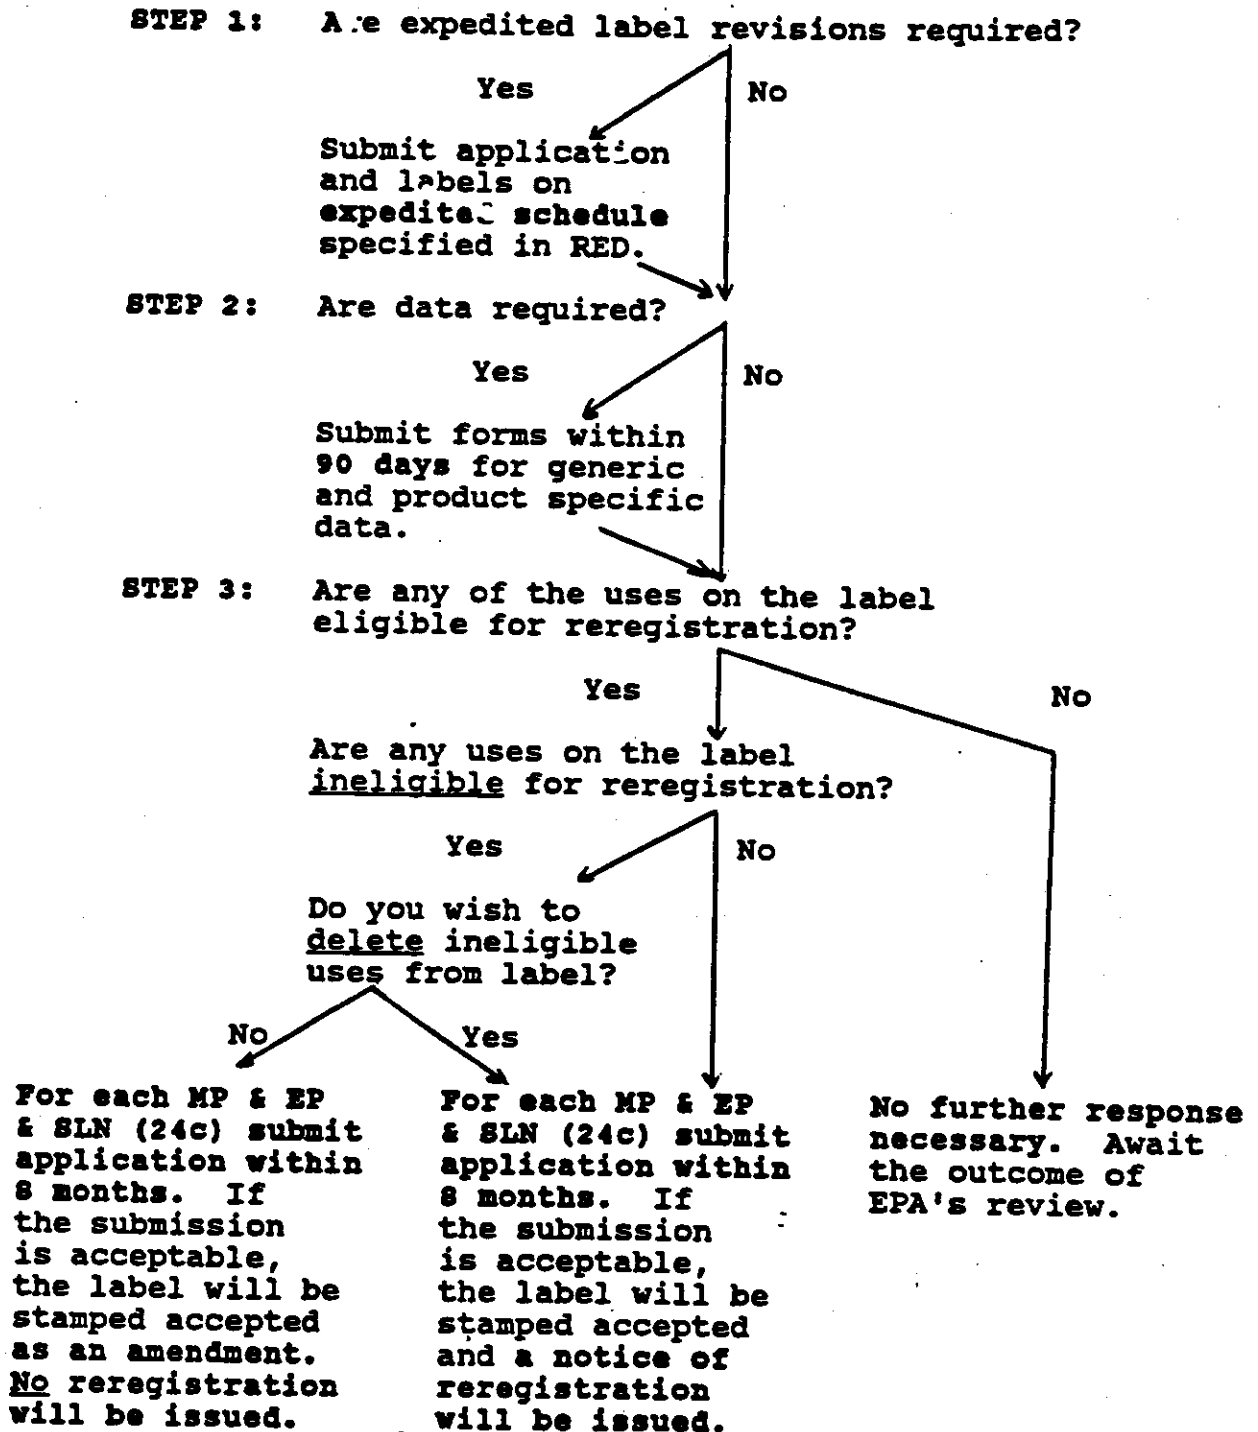 STEP 1: Are expedited label revisions required?
Yes No
Submit application
and labels on
expedited schedule
specified in RED.
STEP 2: Are data required?
Yes No
Submit forms within
90 days for generic
and product specific
data.
STEP 3: Are any of the uses on the label
eligible for reregistration?
Yes No
Are any uses on the label
ineligible for reregistration?
Yes No
Do you wish to
delete ineligible
uses from label?
No Yes
For each MP & EP
& SLN (24c) submit
application within
8 months. If
the submission
is acceptable,
the label will be
stamped accepted
as an amendment.
No reregistration
will be issued.
For each MP & EP
& SLN (24c) submit
application within
8 months. If
the submission
is acceptable,
the label will be
stamped accepted
and a notice of
reregistration
will be issued.
No further response
necessary. Await
the outcome of
EPA's review.